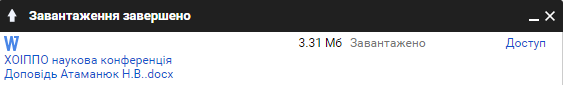 Завантаження завершено
3.31 Мб Завантажено Доступ
ХОІППО наукова конференція
Доповідь Атаманюк Н.В..docx